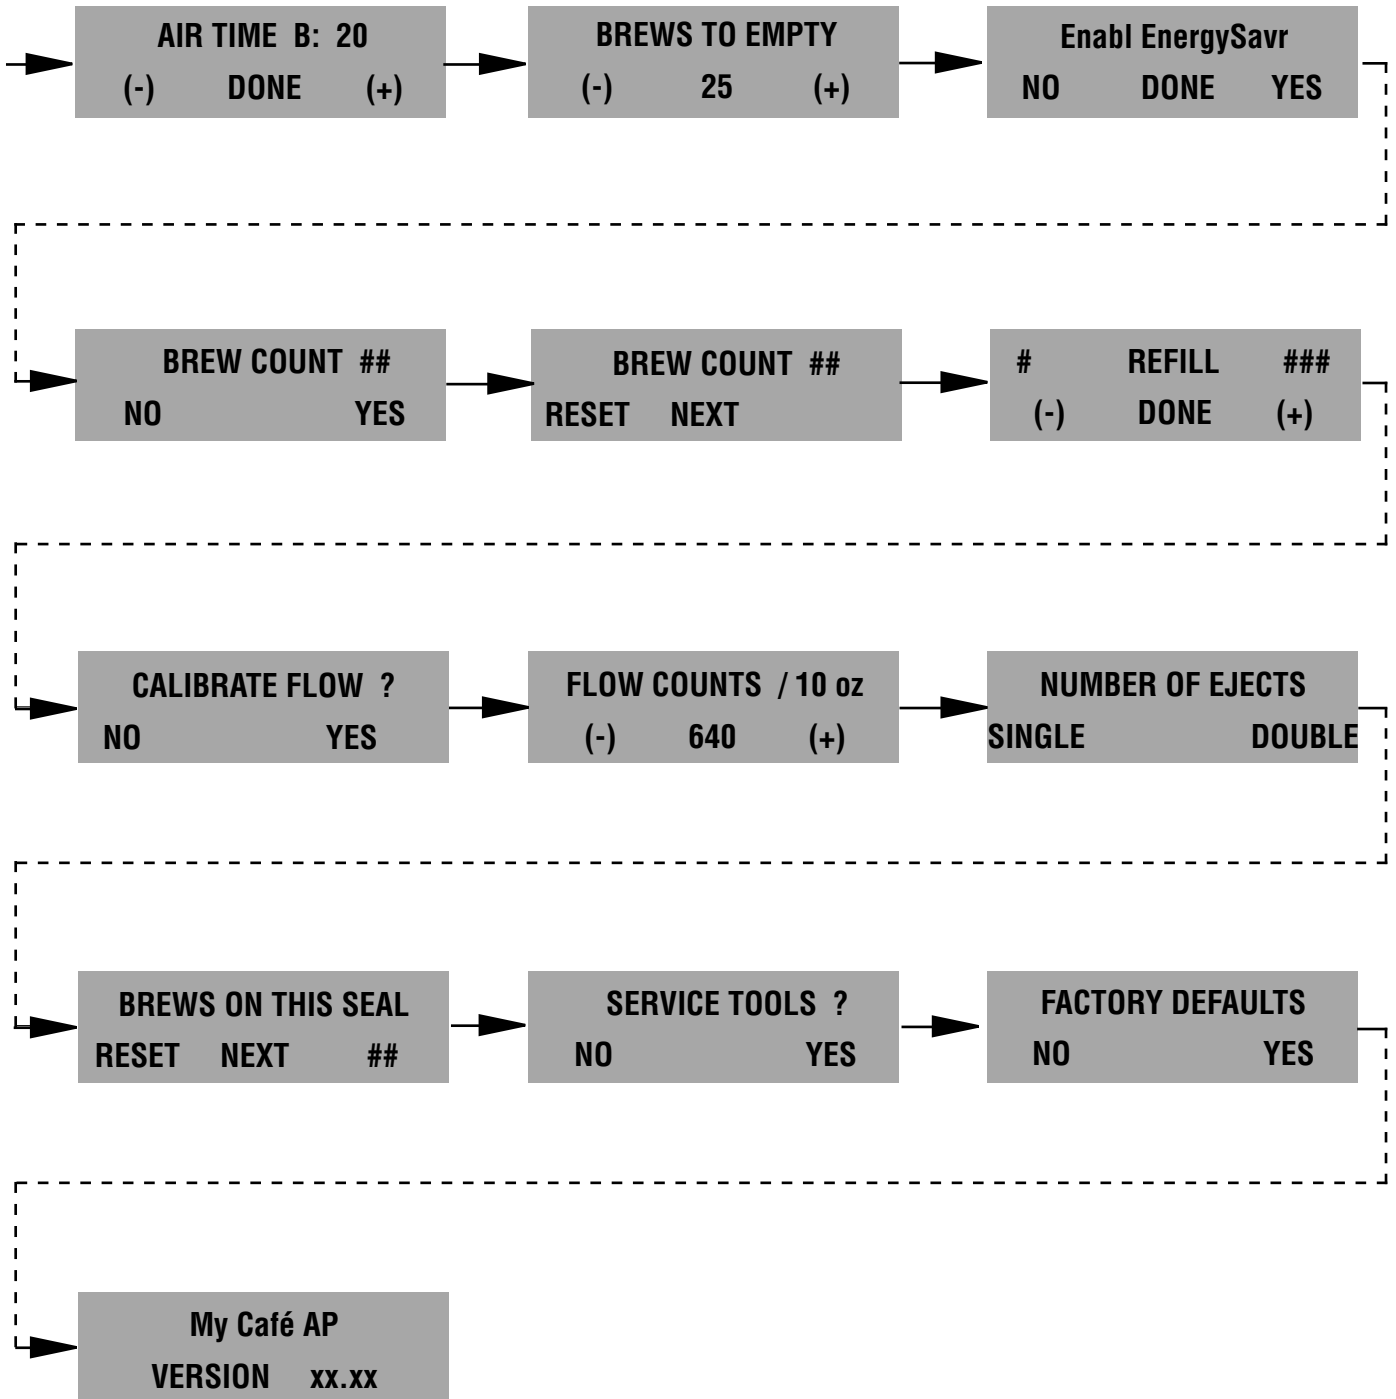 AIR TIME B: 20
(-) DONE (+)
BREWS TO EMPTY
(-) 25 (+)
Enabl EnergySavr
NO DONE YES
BREW COUNT ##
NO YES
BREW COUNT ##
RESET NEXT
# REFILL ###
(-) DONE (+)
CALIBRATE FLOW ?
NO YES
FLOW COUNTS / 10 oz
(-) 640 (+)
NUMBER OF EJECTS
SINGLE DOUBLE
BREWS ON THIS SEAL
RESET NEXT ##
SERVICE TOOLS ?
NO YES
FACTORY DEFAULTS
NO YES
My Café AP
VERSION xx.xx